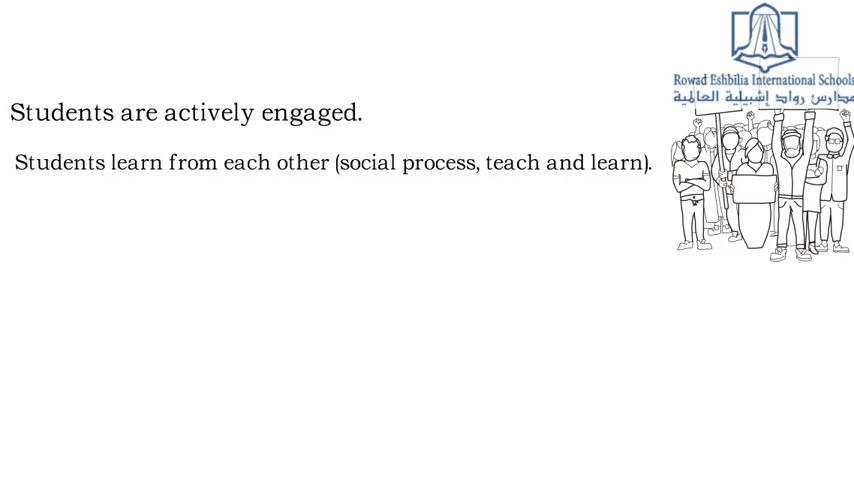 Rowad Eshbilia International Schools
مدارس رواد إشبيلية العالمية
Students are actively engaged.
Students learn from each other (social process, teach and learn).